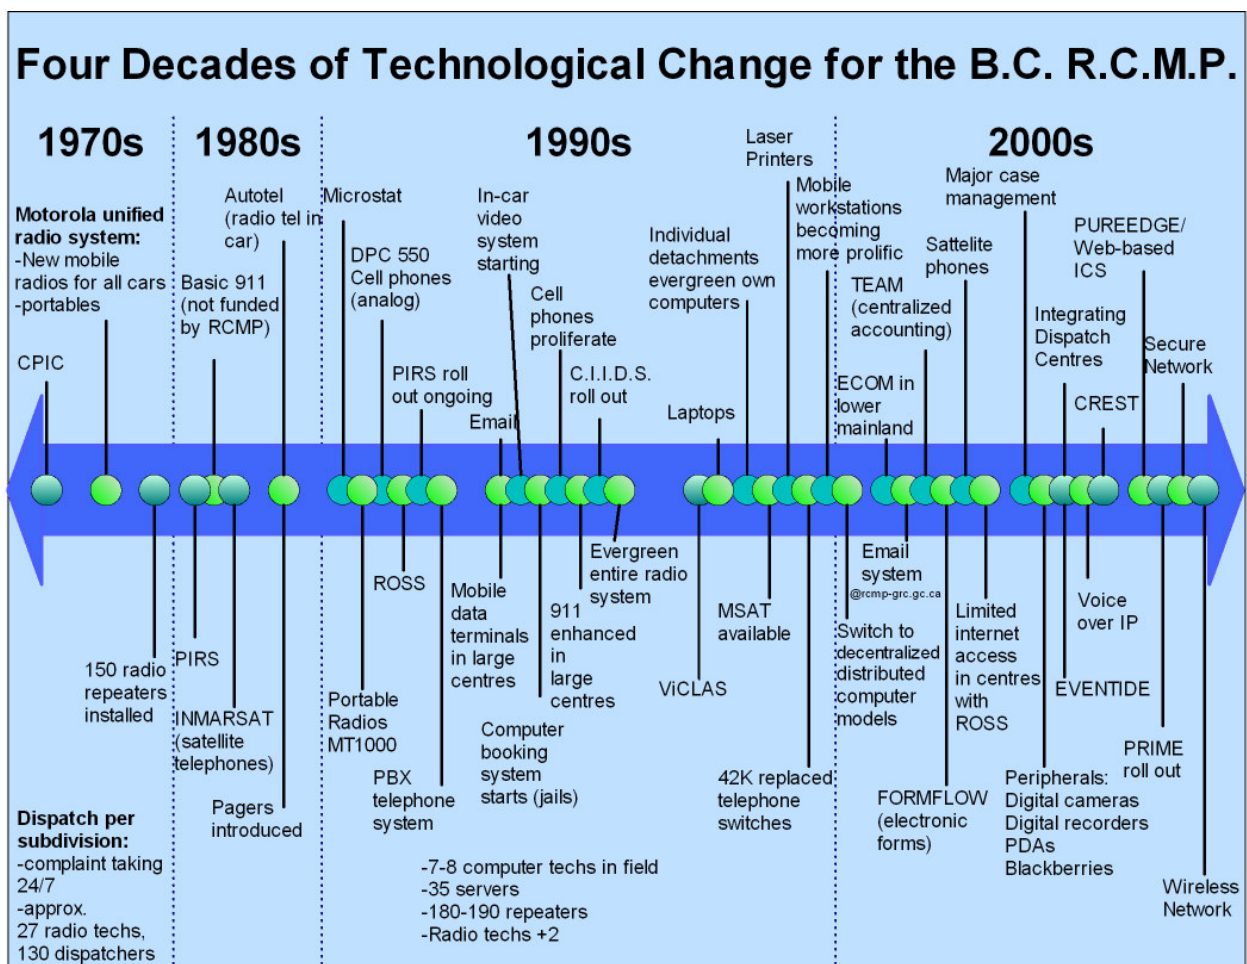 Four Decades of Technological Change for the B.C. R.C.M.P.
1970s
1980s
1990s
2000s
Motorola unified
radio system:
-New mobile
radios for all cars
-portables
CPIC
150 radio
repeaters
installed
Dispatch per
subdivision:
-complaint taking
24/7
-approx.
27 radio techs,
130 dispatchers
Autotel
(radio tel in
car)
Basic 911
(not funded
by RCMP)
PIRS
INMARSAT
(satellite
telephones)
Pagers
introduced
Microstat
DPC 550
Cell phones
(analog)
PIRS roll
out ongoing
In-car
video
system
starting
Email
Cell
phones
proliferate
C.I.I.D.S.
roll out
Individual
detachments
evergreen own
computers
Laptops
Laser
Printers
Mobile
workstations
becoming
more prolific
ROSS
Portable
Radios
MT1000
PBX
telephone
system
Mobile
data
terminals
in large
centres
Computer
booking
system
starts (jails)
911
enhanced
in
large
centres
Evergreen
entire radio
system
ViCLAS
MSAT
available
42K replaced
telephone
switches
-7-8 computer techs in field
-35 servers
-180-190 repeaters
-Radio techs +2
Major case
management
Sattelite
phones
TEAM
(centralized
accounting)
ECOM in
lower
mainland
PUREEDGE/
Web-based
ICS
Integrating
Dispatch
Centres
CREST
Secure
Network
Switch to
decentralized
distributed
computer
models
Email
system
@rcmp-grc.gc.ca
FORMFLOW
(electronic
forms)
Limited
internet
access
in centres
with
ROSS
Peripherals:
Digital cameras
Digital recorders
PDAs
Blackberries
EVENTIDE
Voice
over IP
PRIME
roll out
Wireless
Network